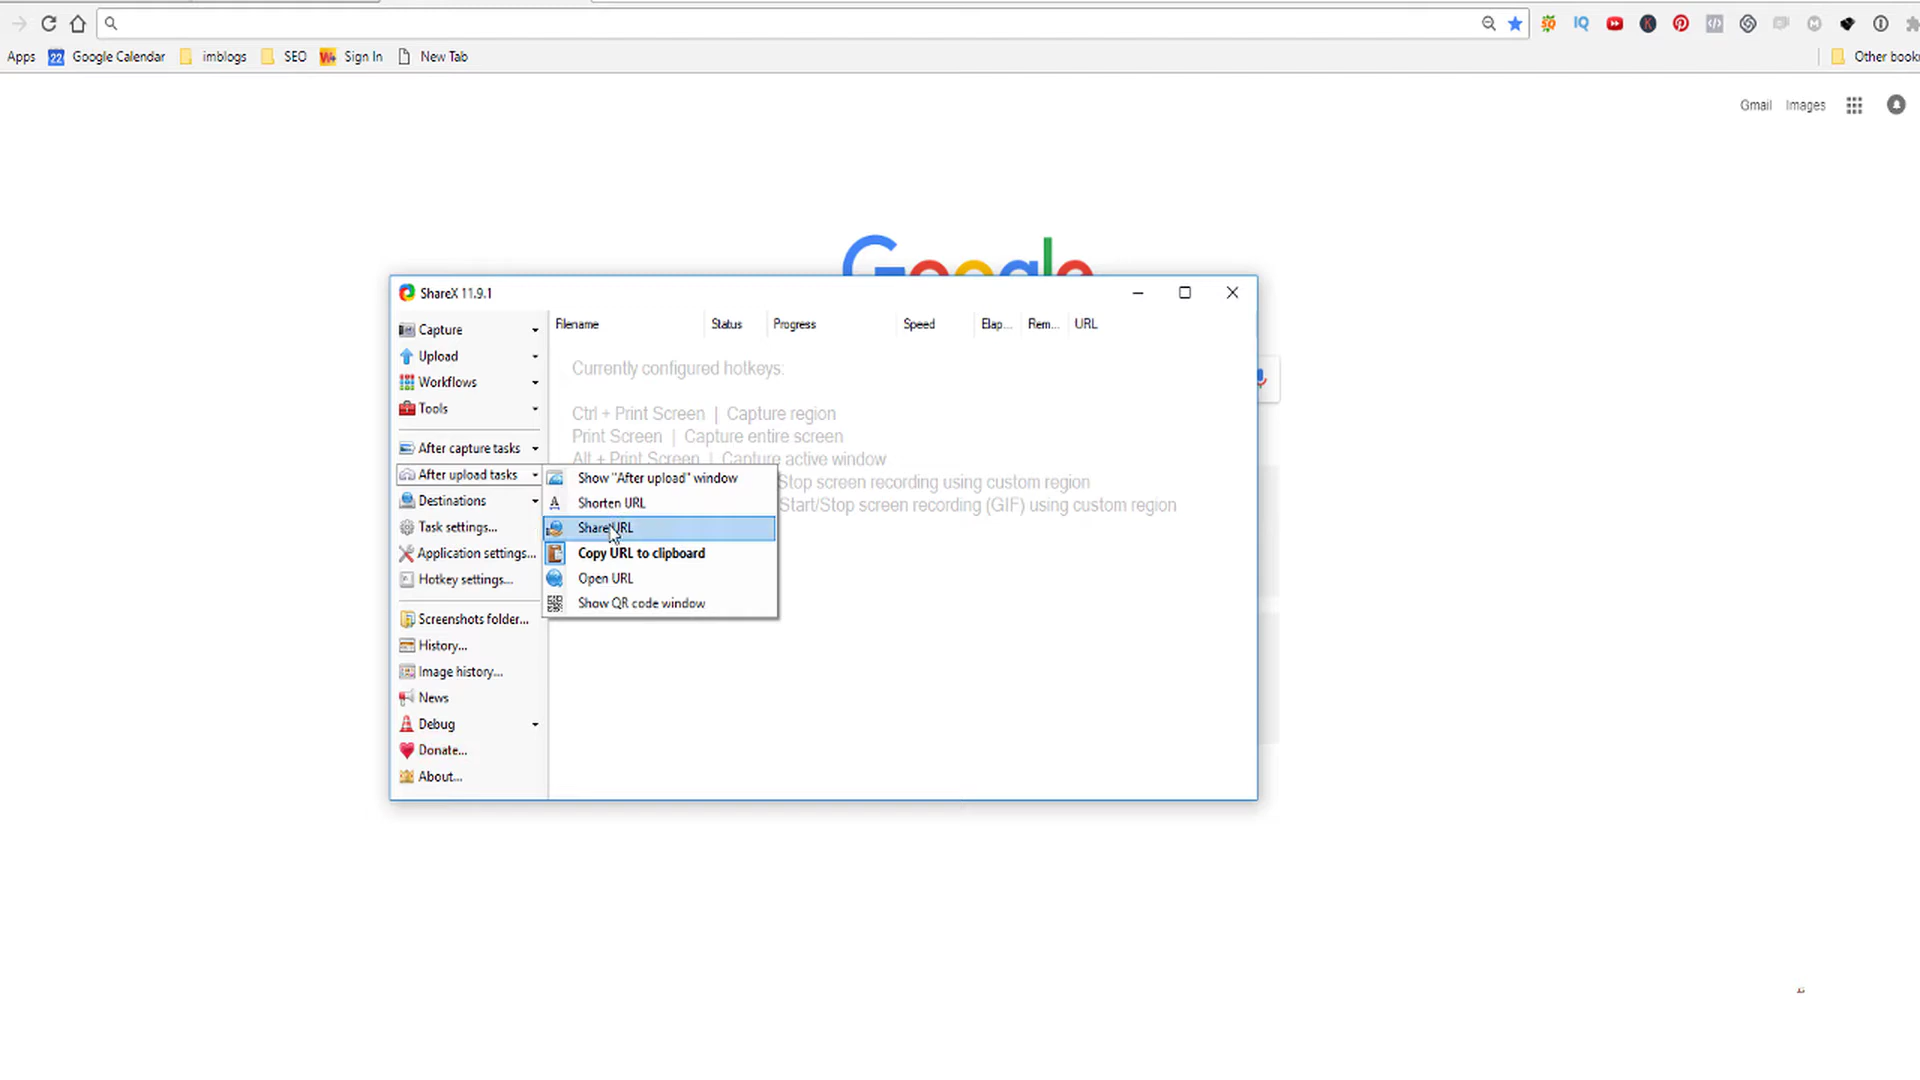 Apps
22
Google Calendar
imblogs
SEO
Sign In
New Tab
Other book
Gmail
Images
Google
ShareX 11.9.1
Capture
Upload
Workflows
Tools
After capture tasks
After upload tasks
Destinations
Task settings...
Application settings...
Hotkey settings...
Screenshots folder...
History...
Image history...
News
Debug
Donate...
About...
Filename
Status
Progress
Speed
Elap...
Rem...
URL
Currently configured hotkeys:
Ctrl + Print Screen | Capture region
Print Screen | Capture entire screen
Alt + Print Screen | Capture active window
Stop screen recording using custom region
Start/Stop screen recording (GIF) using custom region
Show "After upload" window
Shorten URL
Share URL
Copy URL to clipboard
Open URL
Show QR code window